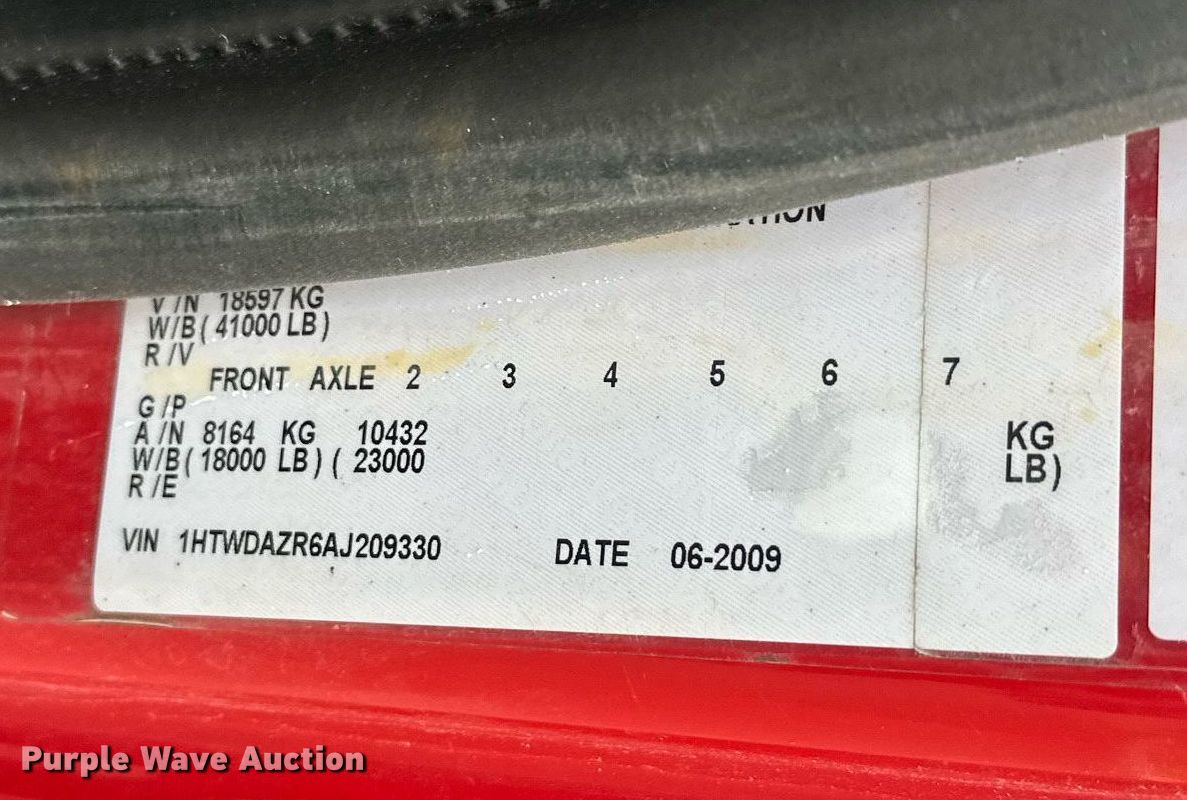 V/N 18597 KG
W/B ( 41000 LB )
R/V
FRONT AXLE 2 3 4 5 6 7
G/P
A/N 8164 KG 10432 KG
W/B ( 18000 LB ) ( 23000 LB)
R/E
VIN 1HTWDAZR6AJ209330 DATE 06-2009
Purple Wave Auction